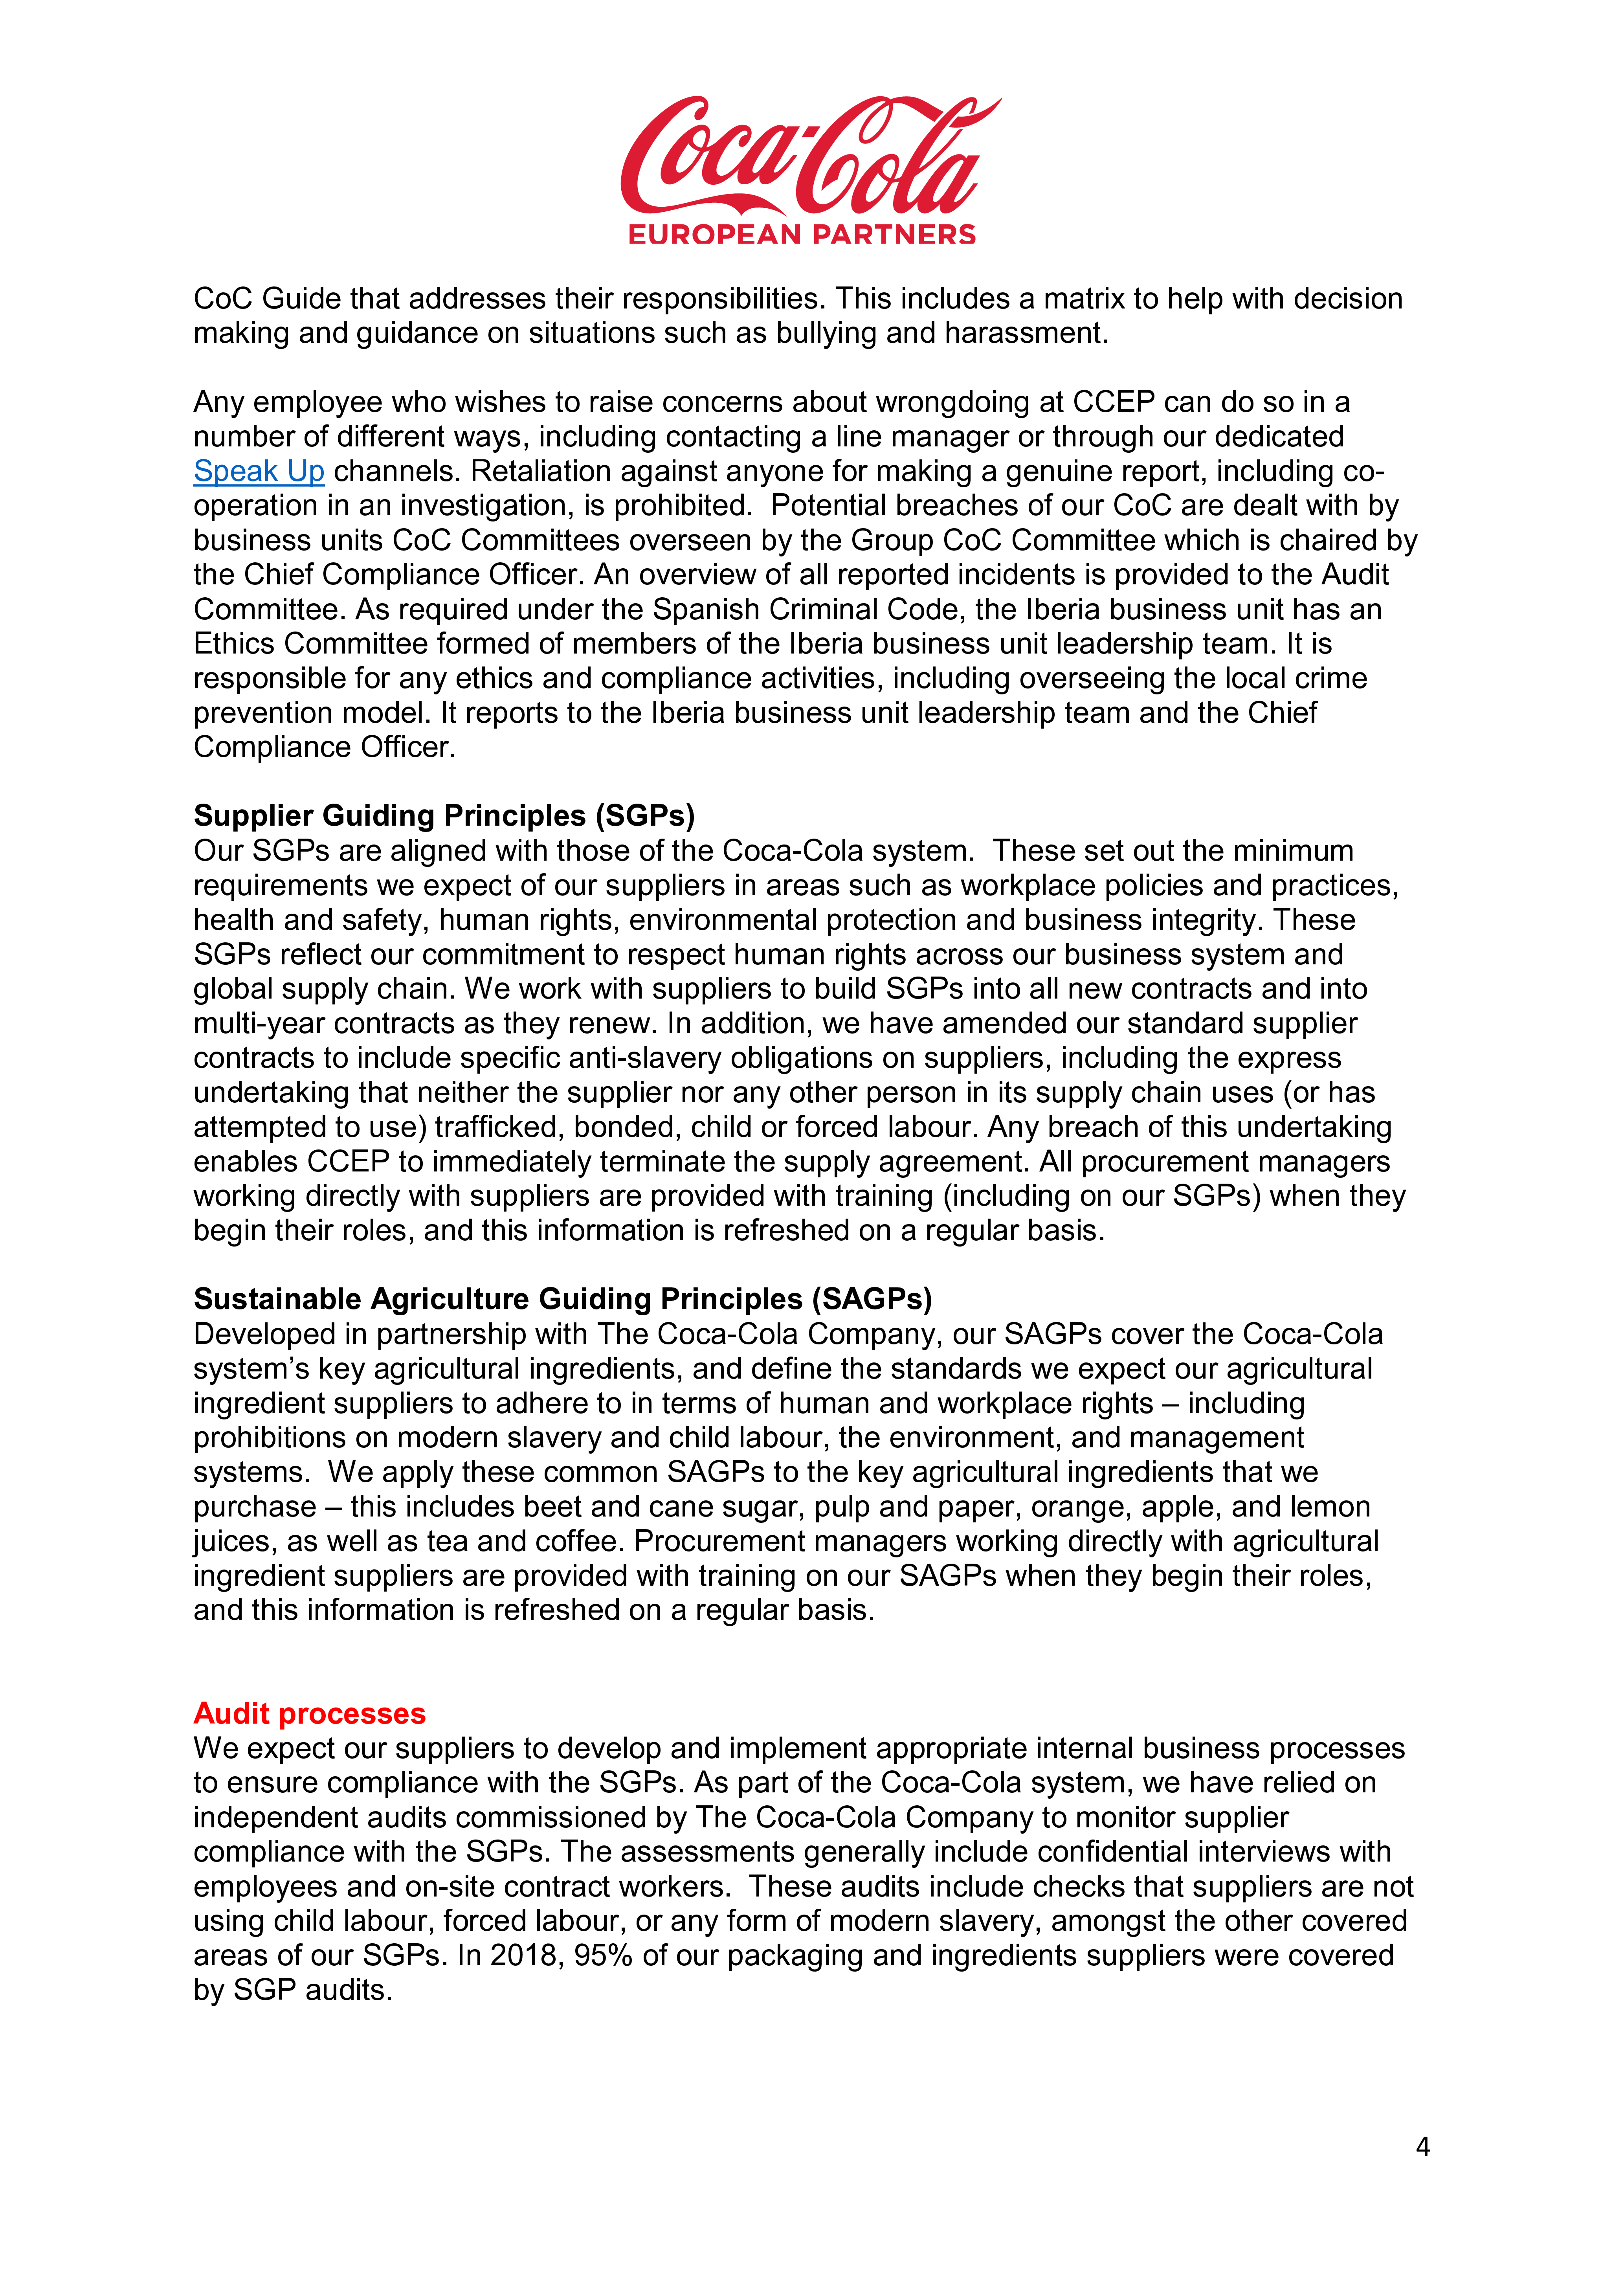 Coca-Cola
EUROPEAN PARTNERS
CoC Guide that addresses their responsibilities. This includes a matrix to help with decision
making and guidance on situations such as bullying and harassment.
Any employee who wishes to raise concerns about wrongdoing at CCEP can do so in a
number of different ways, including contacting a line manager or through our dedicated
Speak Up channels. Retaliation against anyone for making a genuine report, including co-
operation in an investigation, is prohibited.  Potential breaches of our CoC are dealt with by
business units CoC Committees overseen by the Group CoC Committee which is chaired by
the Chief Compliance Officer. An overview of all reported incidents is provided to the Audit
Committee. As required under the Spanish Criminal Code, the Iberia business unit has an
Ethics Committee formed of members of the Iberia business unit leadership team. It is
responsible for any ethics and compliance activities, including overseeing the local crime
prevention model. It reports to the Iberia business unit leadership team and the Chief
Compliance Officer.
Supplier Guiding Principles (SGPs)
Our SGPs are aligned with those of the Coca-Cola system.  These set out the minimum
requirements we expect of our suppliers in areas such as workplace policies and practices,
health and safety, human rights, environmental protection and business integrity. These
SGPs reflect our commitment to respect human rights across our business system and
global supply chain. We work with suppliers to build SGPs into all new contracts and into
multi-year contracts as they renew. In addition, we have amended our standard supplier
contracts to include specific anti-slavery obligations on suppliers, including the express
undertaking that neither the supplier nor any other person in its supply chain uses (or has
attempted to use) trafficked, bonded, child or forced labour. Any breach of this undertaking
enables CCEP to immediately terminate the supply agreement. All procurement managers
working directly with suppliers are provided with training (including on our SGPs) when they
begin their roles, and this information is refreshed on a regular basis.
Sustainable Agriculture Guiding Principles (SAGPs)
Developed in partnership with The Coca-Cola Company, our SAGPs cover the Coca-Cola
system’s key agricultural ingredients, and define the standards we expect our agricultural
ingredient suppliers to adhere to in terms of human and workplace rights – including
prohibitions on modern slavery and child labour, the environment, and management
systems.  We apply these common SAGPs to the key agricultural ingredients that we
purchase – this includes beet and cane sugar, pulp and paper, orange, apple, and lemon
juices, as well as tea and coffee. Procurement managers working directly with agricultural
ingredient suppliers are provided with training on our SAGPs when they begin their roles,
and this information is refreshed on a regular basis.
Audit processes
We expect our suppliers to develop and implement appropriate internal business processes
to ensure compliance with the SGPs. As part of the Coca-Cola system, we have relied on
independent audits commissioned by The Coca-Cola Company to monitor supplier
compliance with the SGPs. The assessments generally include confidential interviews with
employees and on-site contract workers.  These audits include checks that suppliers are not
using child labour, forced labour, or any form of modern slavery, amongst the other covered
areas of our SGPs. In 2018, 95% of our packaging and ingredients suppliers were covered
by SGP audits.
4